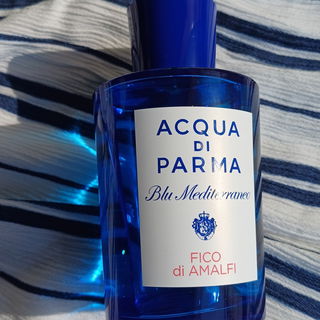 ACQUA
DI
PARMA
Blu Mediterraneo
FICO
di AMALFI